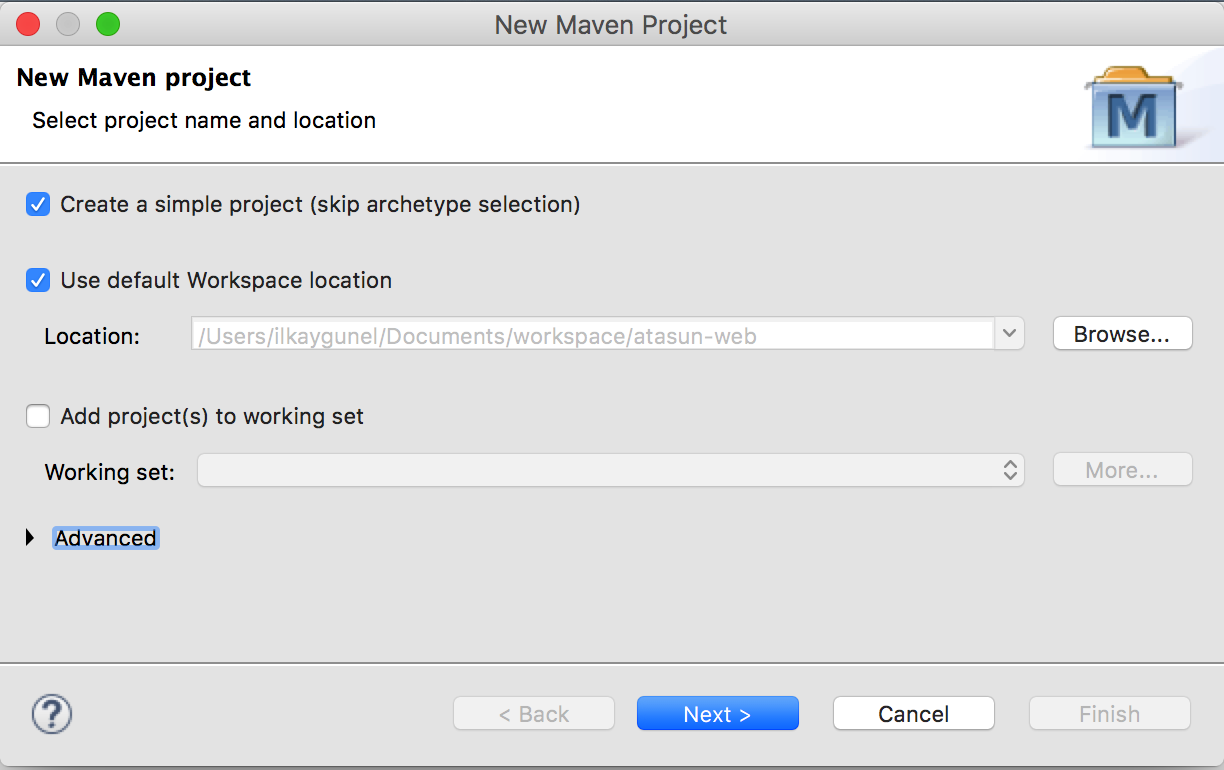 New Maven Project
New Maven project
Select project name and location
M
Create a simple project (skip archetype selection)
Use default Workspace location
Location: /Users/ilkaygunel/Documents/workspace/atasun-web Browse...
Add project(s) to working set
Working set: More...
Advanced
? < Back Next > Cancel Finish